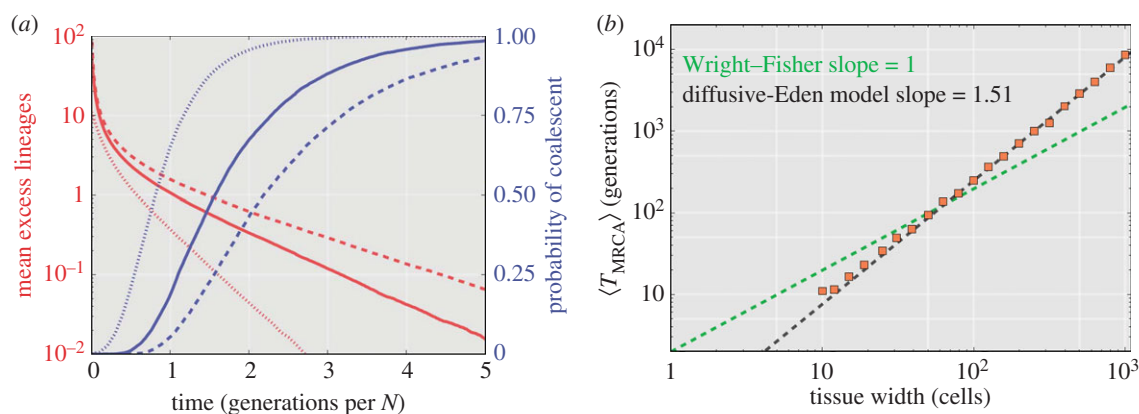 (a)
10²
10
1
10⁻¹
10⁻²
mean excess lineages
1.00
0.75
0.50
0.25
0
probability of coalescent
0 1 2 3 4 5
time (generations per N)
(b)
10⁴
10³
10²
10
⟨T_MRCA⟩ (generations)
Wright–Fisher slope = 1
diffusive-Eden model slope = 1.51
1 10 10² 10³
tissue width (cells)